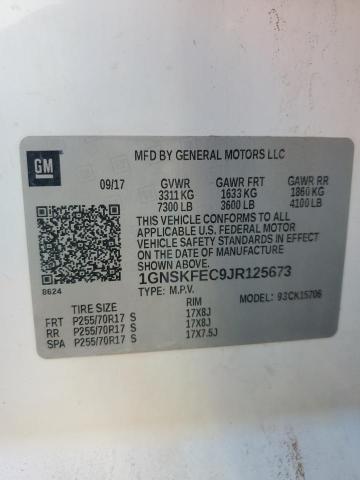 GM
MFD BY GENERAL MOTORS LLC
09/17 GVWR GAWR FRT GAWR RR
3311 KG 1633 KG 1860 KG
7300 LB 3600 LB 4100 LB
THIS VEHICLE CONFORMS TO ALL
APPLICABLE U.S. FEDERAL MOTOR
VEHICLE SAFETY STANDARDS IN EFFECT
ON THE DATE OF MANUFACTURE
SHOWN ABOVE.
1GNSKFEC9JR125673
8624
TYPE: M.P.V. MODEL: 93CK15706
TIRE SIZE RIM
FRT P255/70R17 S 17X8J
RR P255/70R17 S 17X8J
SPA P255/70R17 S 17X7.5J